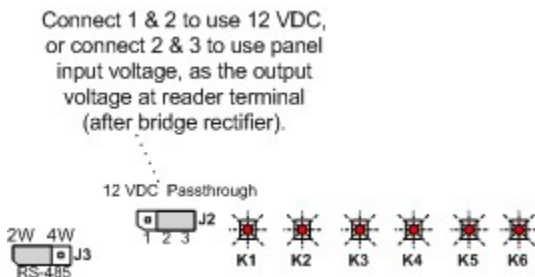 Connect 1 & 2 to use 12 VDC,
or connect 2 & 3 to use panel
input voltage, as the output
voltage at reader terminal
(after bridge rectifier).
12 VDC Passthrough
J2
1 2 3
2W 4W
J3
RS-485
K1 K2 K3 K4 K5 K6